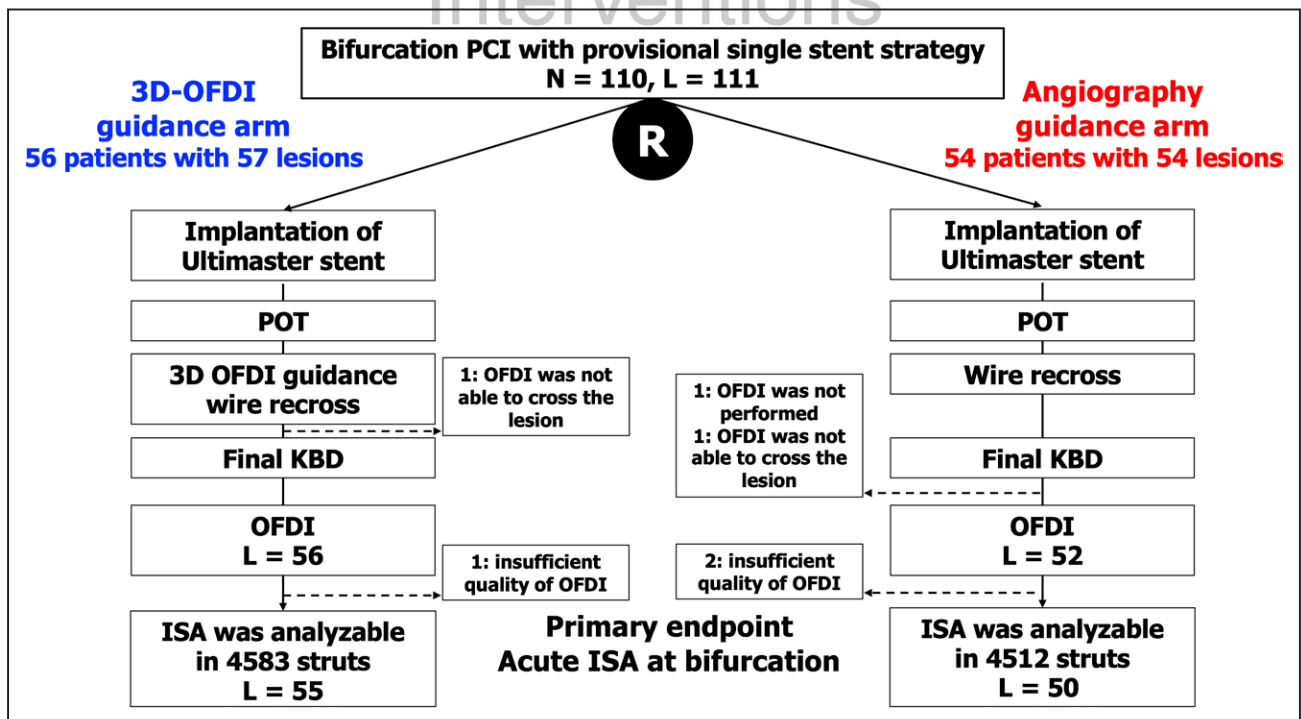 Interventions
Bifurcation PCI with provisional single stent strategy
N = 110, L = 111
3D-OFDI
guidance arm
56 patients with 57 lesions
R
Angiography
guidance arm
54 patients with 54 lesions
Implantation of
Ultimaster stent
POT
3D OFDI guidance
wire recross
1: OFDI was not
able to cross the
lesion
Final KBD
OFDI
L = 56
1: insufficient
quality of OFDI
ISA was analyzable
in 4583 struts
L = 55
Implantation of
Ultimaster stent
POT
Wire recross
1: OFDI was not
performed
1: OFDI was not
able to cross the
lesion
Final KBD
OFDI
L = 52
2: insufficient
quality of OFDI
ISA was analyzable
in 4512 struts
L = 50
Primary endpoint
Acute ISA at bifurcation